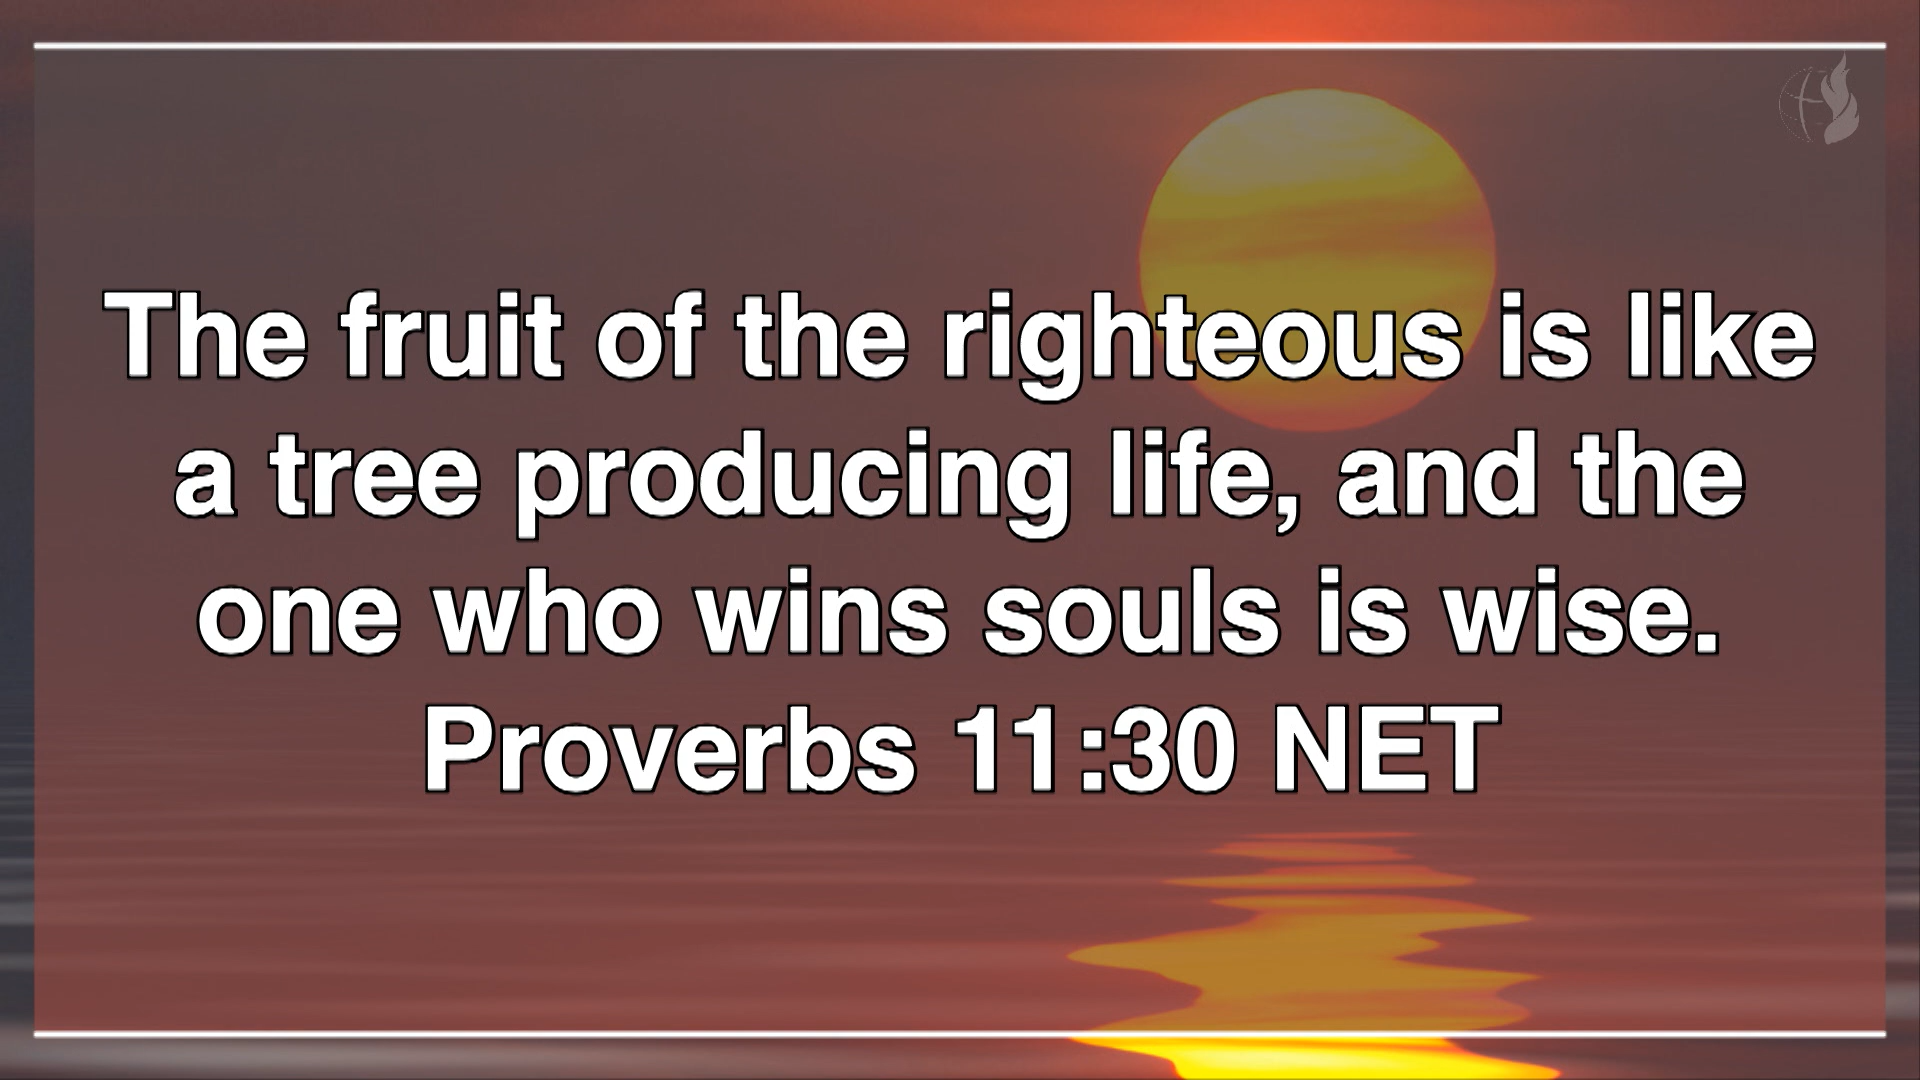 The fruit of the righteous is like
a tree producing life, and the
one who wins souls is wise.
Proverbs 11:30 NET